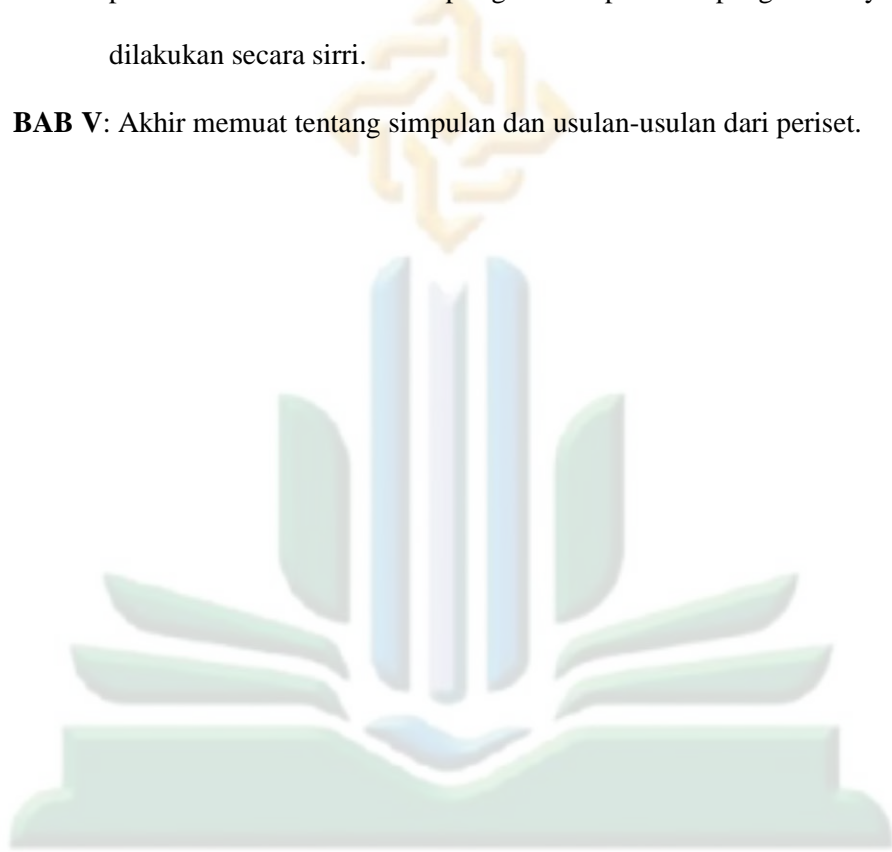 dilakukan secara sirri.
BAB V: Akhir memuat tentang simpulan dan usulan-usulan dari periset.